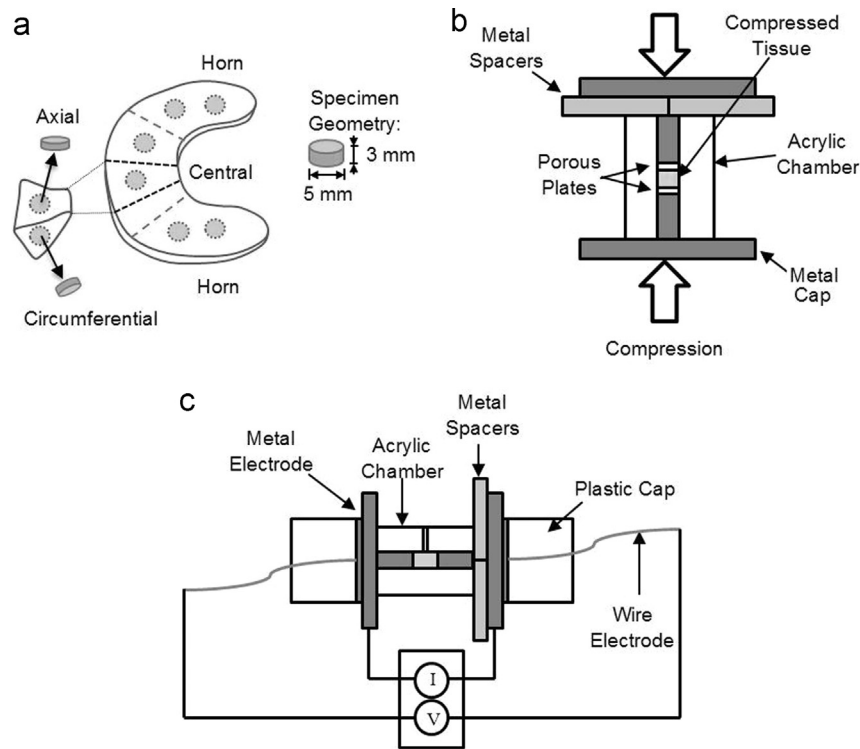 a
Horn
Axial
Central
Horn
Circumferential
Specimen
Geometry:
3 mm
5 mm
b
Metal
Spacers
Compressed
Tissue
Porous
Plates
Acrylic
Chamber
Metal
Cap
Compression
c
Metal
Electrode
Acrylic
Chamber
Metal
Spacers
Plastic Cap
Wire
Electrode
I
V